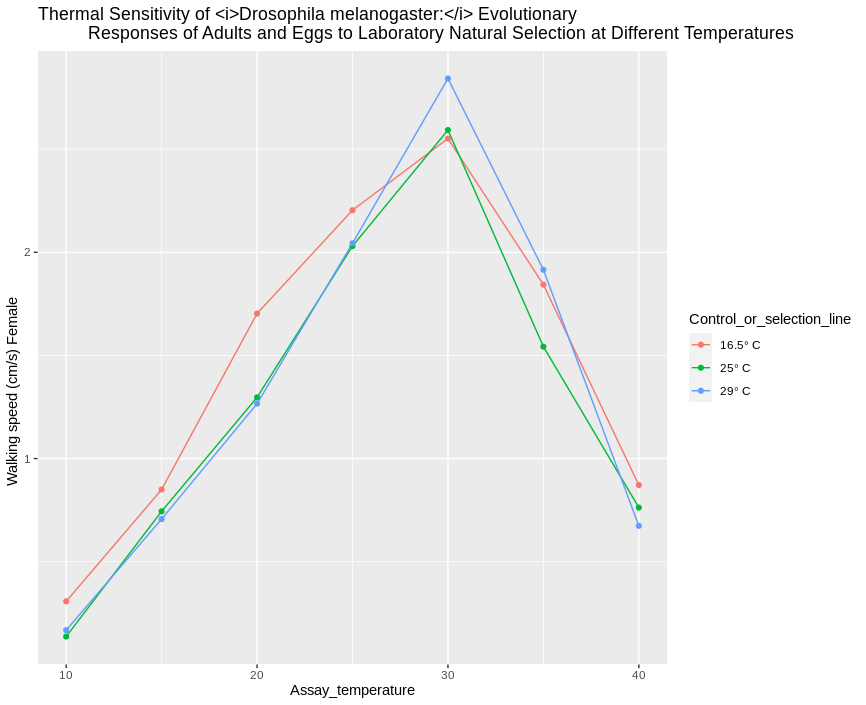 Thermal Sensitivity of <i>Drosophila melanogaster:</i> Evolutionary
Responses of Adults and Eggs to Laboratory Natural Selection at Different Temperatures
Walking speed (cm/s) Female
2
1
10
20
30
40
Assay_temperature
Control_or_selection_line
16.5° C
25° C
29° C